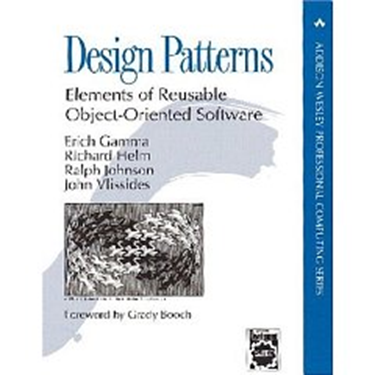 Design Patterns
Elements of Reusable
Object-Oriented Software
Erich Gamma
Richard Helm
Ralph Johnson
John Vlissides
Foreword by Grady Booch
ADDISON-WESLEY PROFESSIONAL COMPUTING SERIES